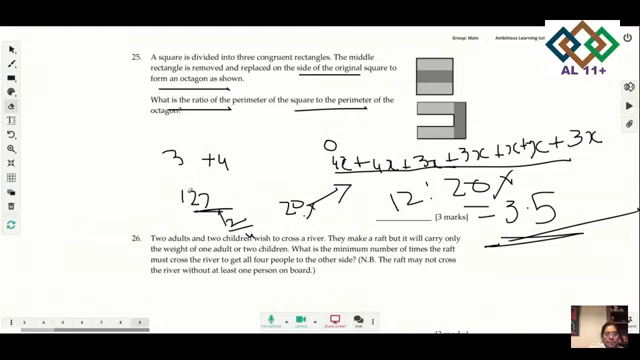 Group: Main
Ambitious Learning tui
AL 11+
25. A square is divided into three congruent rectangles. The middle
rectangle is removed and replaced on the side of the original square to
form an octagon as shown.
What is the ratio of the perimeter of the square to the perimeter of the
octagon?
3 +4
4x+4x+3x+3x+x+x+3x
127
20x
12:20x
[3 marks]
=3.5
26. Two adults and two children wish to cross a river. They make a raft but it will carry only
the weight of one adult or two children. What is the minimum number of times the raft
must cross the river to get all four people to the other side? (N.B. The raft may not cross
the river without at least one person on board.)